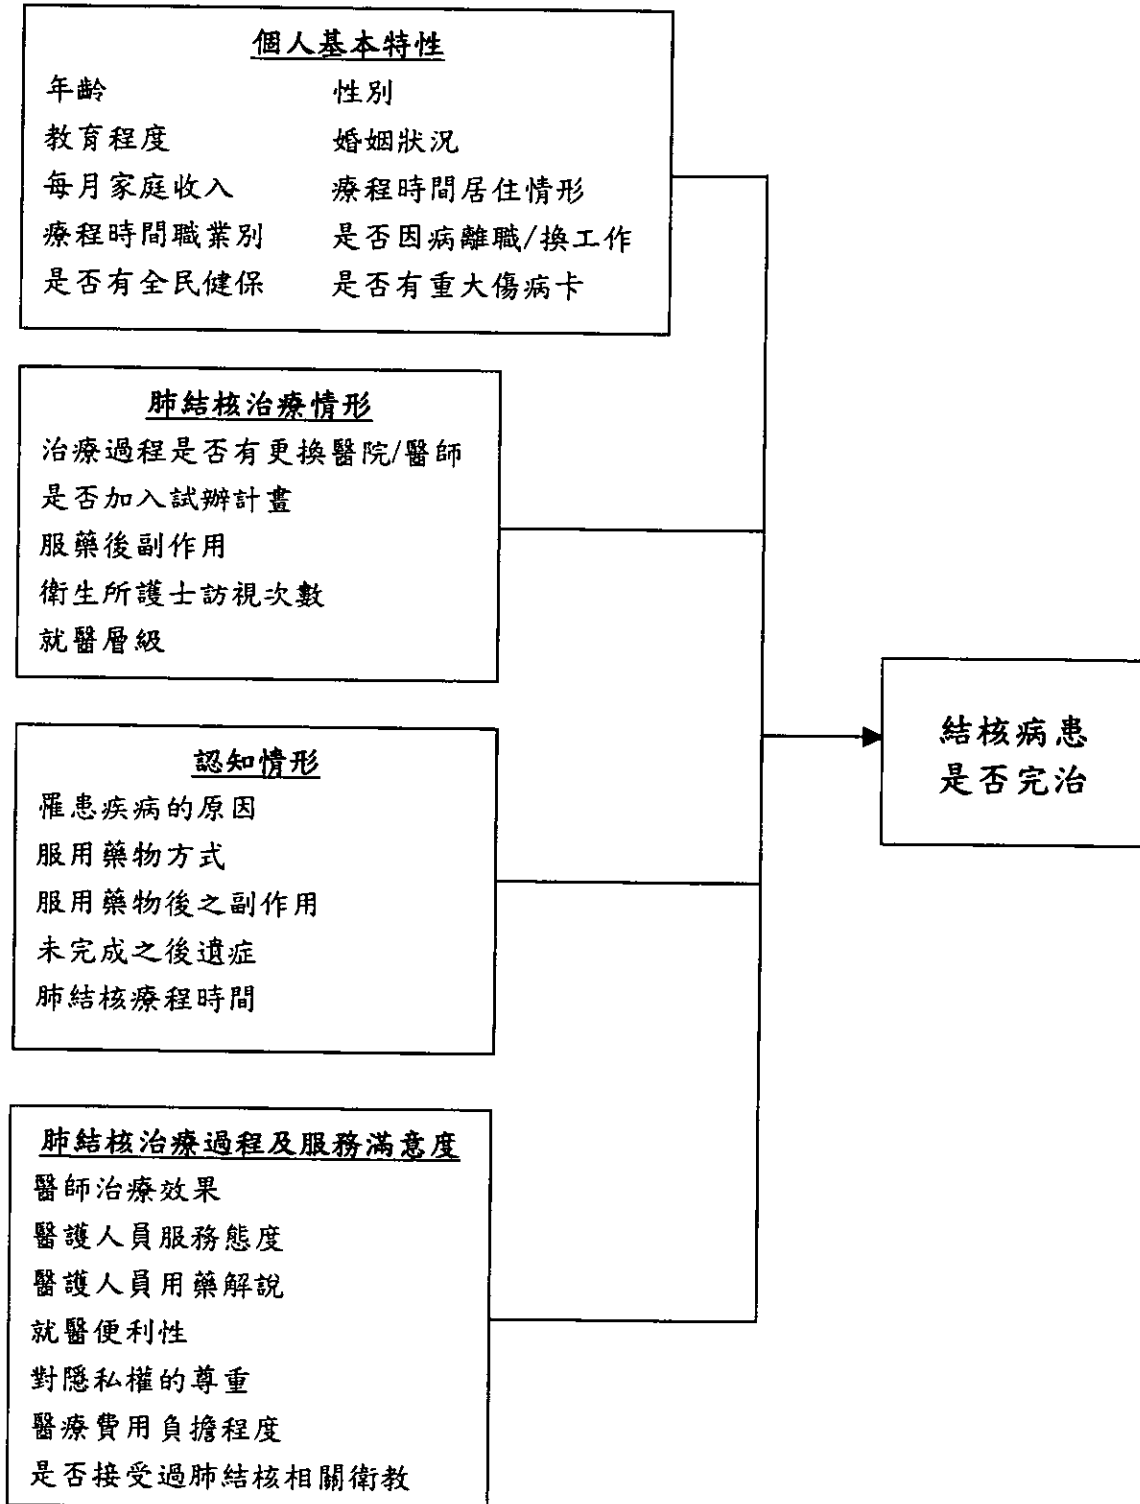 個人基本特性
年齡 性別
教育程度 婚姻狀況
每月家庭收入 療程時間居住情形
療程時間職業別 是否因病離職/換工作
是否有全民健保 是否有重大傷病卡
肺結核治療情形
治療過程是否有更換醫院/醫師
是否加入試辦計畫
服藥後副作用
衛生所護士訪視次數
就醫層級
認知情形
罹患疾病的原因
服用藥物方式
服用藥物後之副作用
未完成之後遺症
肺結核療程時間
結核病患
是否完治
肺結核治療過程及服務滿意度
醫師治療效果
醫護人員服務態度
醫護人員用藥解說
就醫便利性
對隱私權的尊重
醫療費用負擔程度
是否接受過肺結核相關衛教